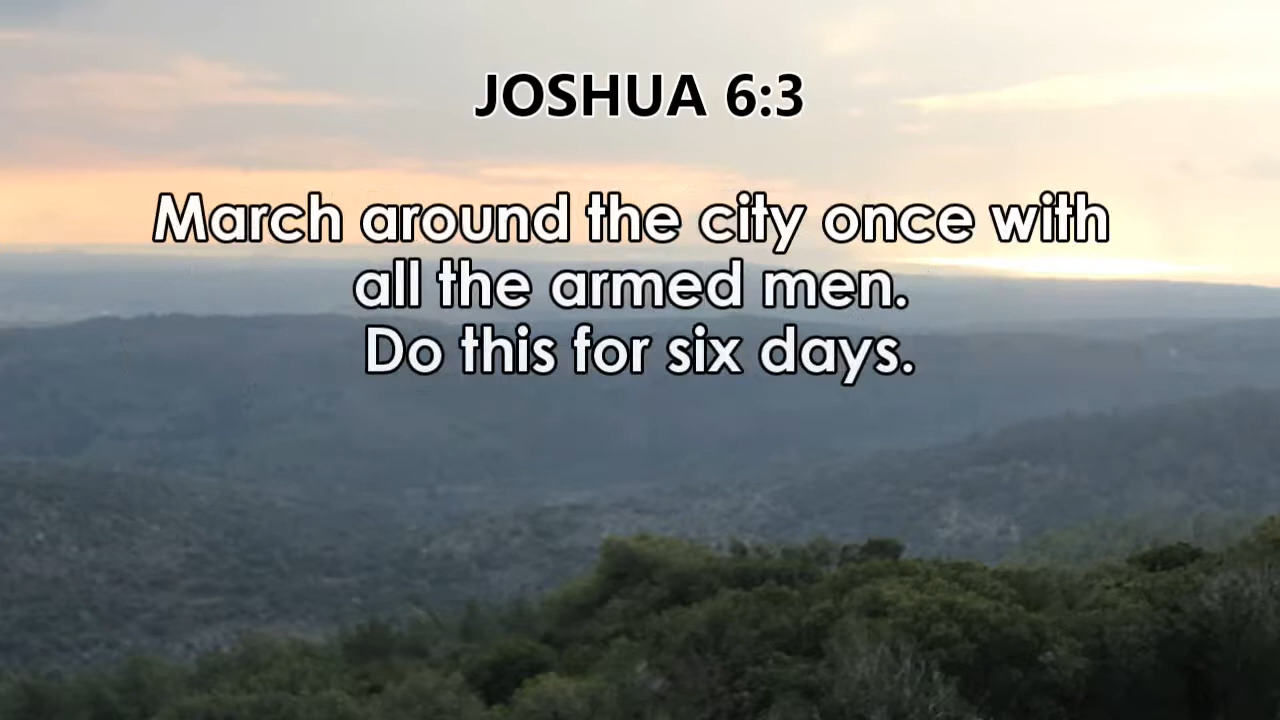 JOSHUA 6:3
March around the city once with
all the armed men.
Do this for six days.